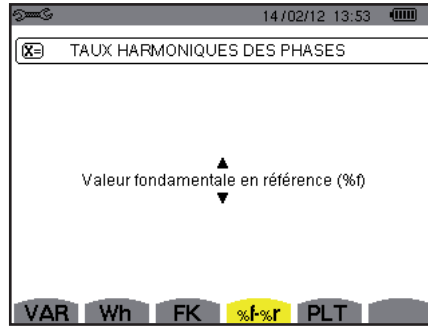 14/02/12 13:53
X= TAUX HARMONIQUES DES PHASES
Valeur fondamentale en référence (%f)
VAR Wh FK %f-%r PLT